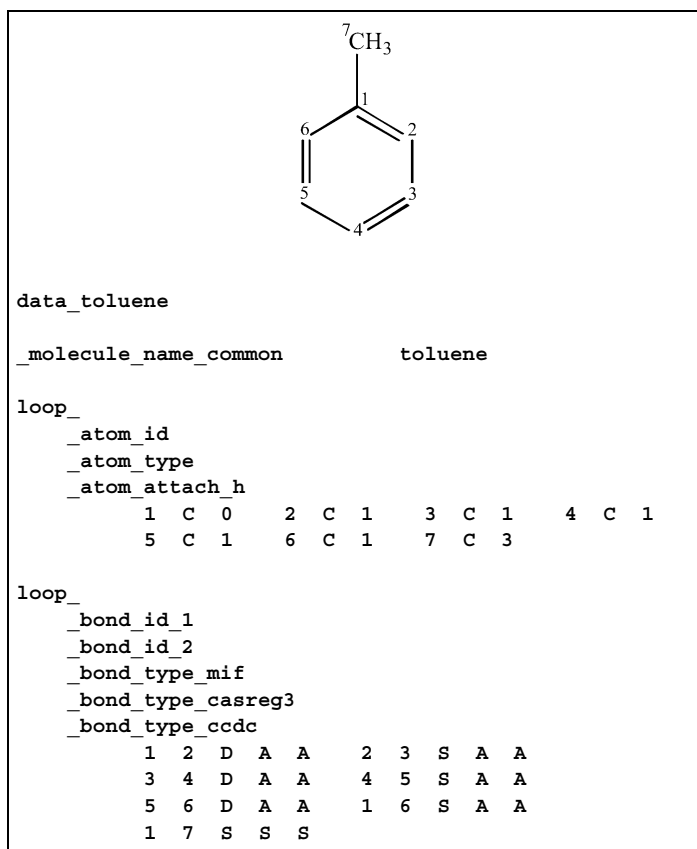 7CH3
1
6 2
5 3
4
data_toluene
_molecule_name_common toluene
loop_
_atom_id
_atom_type
_atom_attach_h
1 C 0 2 C 1 3 C 1 4 C 1
5 C 1 6 C 1 7 C 3
loop_
_bond_id_1
_bond_id_2
_bond_type_mif
_bond_type_casreg3
_bond_type_ccdc
1 2 D A A 2 3 S A A
3 4 D A A 4 5 S A A
5 6 D A A 1 6 S A A
1 7 S S S